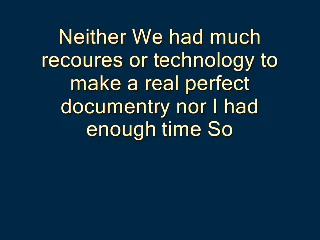 Neither We had much
recoures or technology to
make a real perfect
documentry nor I had
enough time So